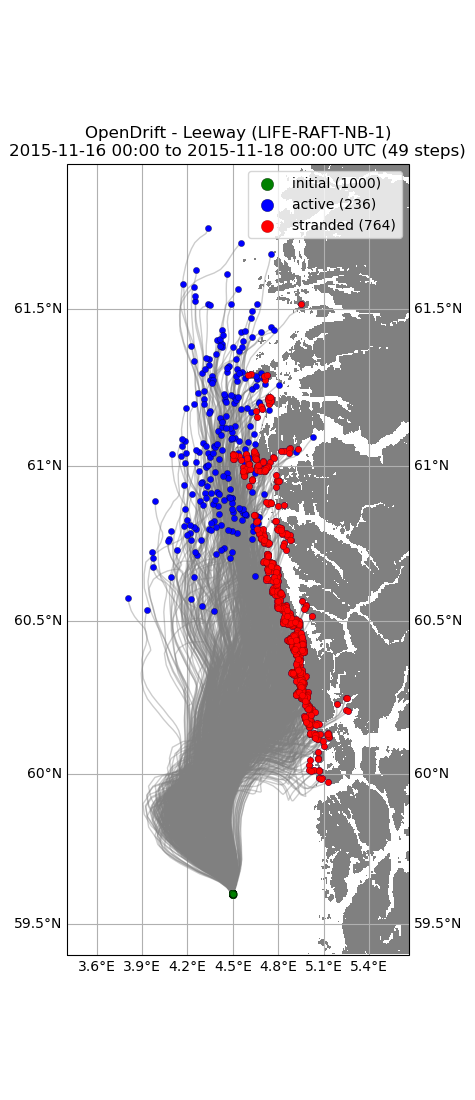 OpenDrift - Leeway (LIFE-RAFT-NB-1)
2015-11-16 00:00 to 2015-11-18 00:00 UTC (49 steps)
initial (1000)
active (236)
stranded (764)
61.5°N 61.5°N
61°N 61°N
60.5°N 60.5°N
60°N 60°N
59.5°N 59.5°N
3.6°E 3.9°E 4.2°E 4.5°E 4.8°E 5.1°E 5.4°E